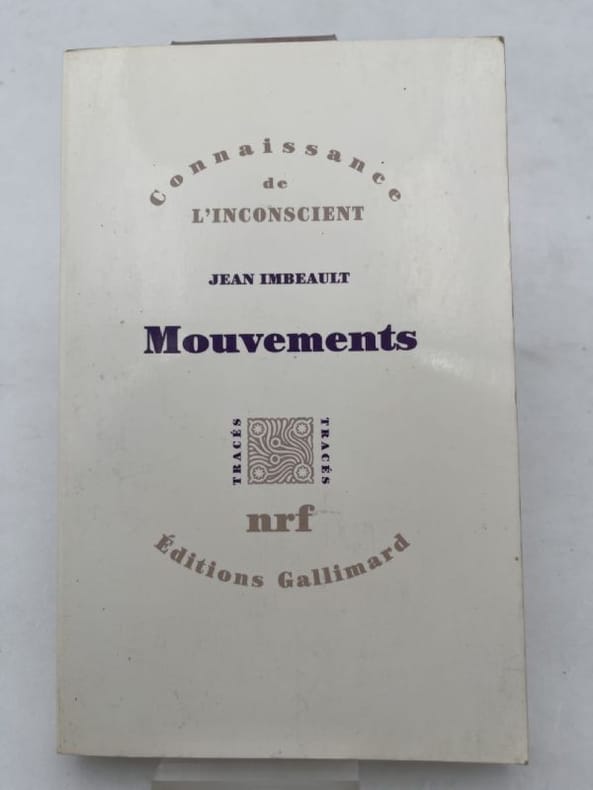 Connaissance
de
L'INCONSCIENT
JEAN IMBEAULT
Mouvements
TRACÉS
TRACÉS
nrf
Éditions Gallimard